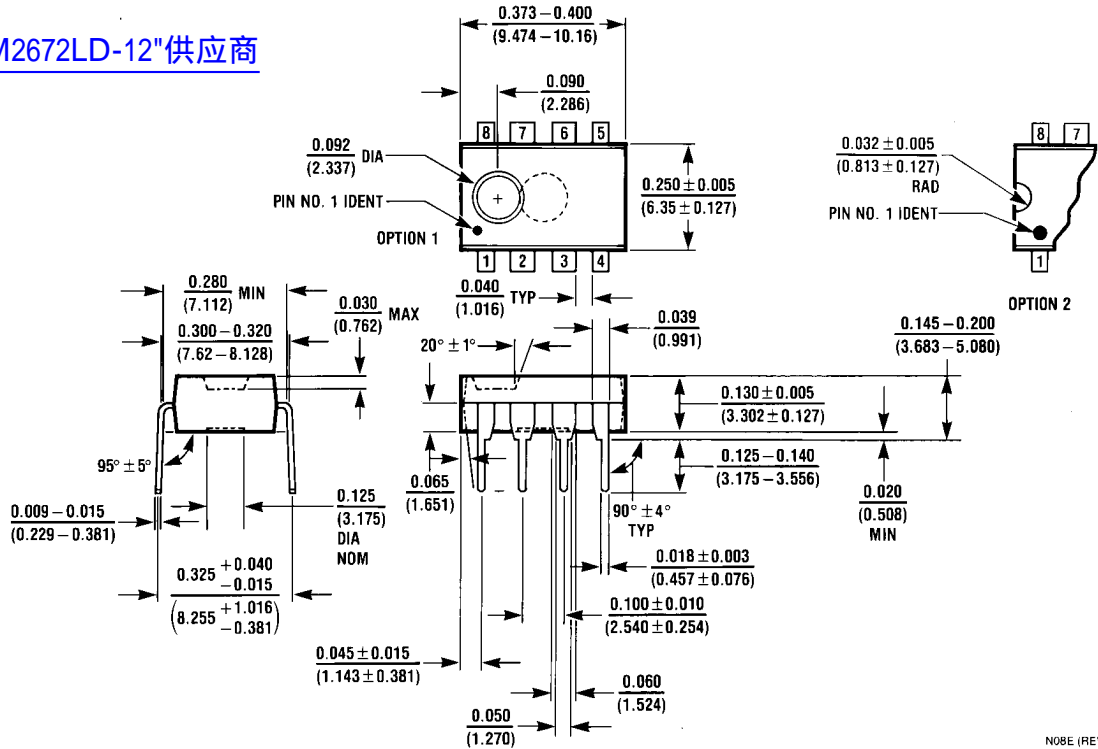 M2672LD-12"供应商
0.373 – 0.400
(9.474 – 10.16)
0.090
(2.286)
8 7 6 5
0.092 DIA
(2.337)
PIN NO. 1 IDENT
OPTION 1
0.250 ± 0.005
(6.35 ± 0.127)
1 2 3 4
8 7
0.032 ± 0.005
(0.813 ± 0.127)
RAD
PIN NO. 1 IDENT
1
OPTION 2
0.280 MIN
(7.112)
0.300 – 0.320
(7.62 – 8.128)
0.030 MAX
(0.762)
0.040 TYP
(1.016)
0.039
(0.991)
20° ± 1°
0.145 – 0.200
(3.683 – 5.080)
0.130 ± 0.005
(3.302 ± 0.127)
0.125 – 0.140
(3.175 – 3.556)
0.020
(0.508)
MIN
95° ± 5°
0.009 – 0.015
(0.229 – 0.381)
0.125
(3.175)
DIA
NOM
0.065
(1.651)
90° ± 4°
TYP
0.325 +0.040
−0.015
(8.255 +1.016
−0.381)
0.018 ± 0.003
(0.457 ± 0.076)
0.100 ± 0.010
(2.540 ± 0.254)
0.045 ± 0.015
(1.143 ± 0.381)
0.060
(1.524)
0.050
(1.270)
N08E (RE